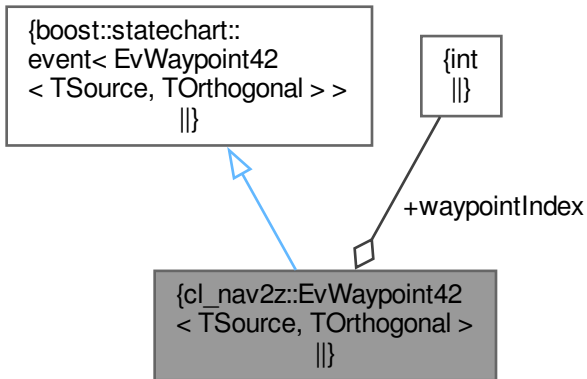 {boost::statechart::
event< EvWaypoint42
< TSource, TOrthogonal > >
||}
{int
||}
+waypointIndex
{cl_nav2z::EvWaypoint42
< TSource, TOrthogonal >
||}